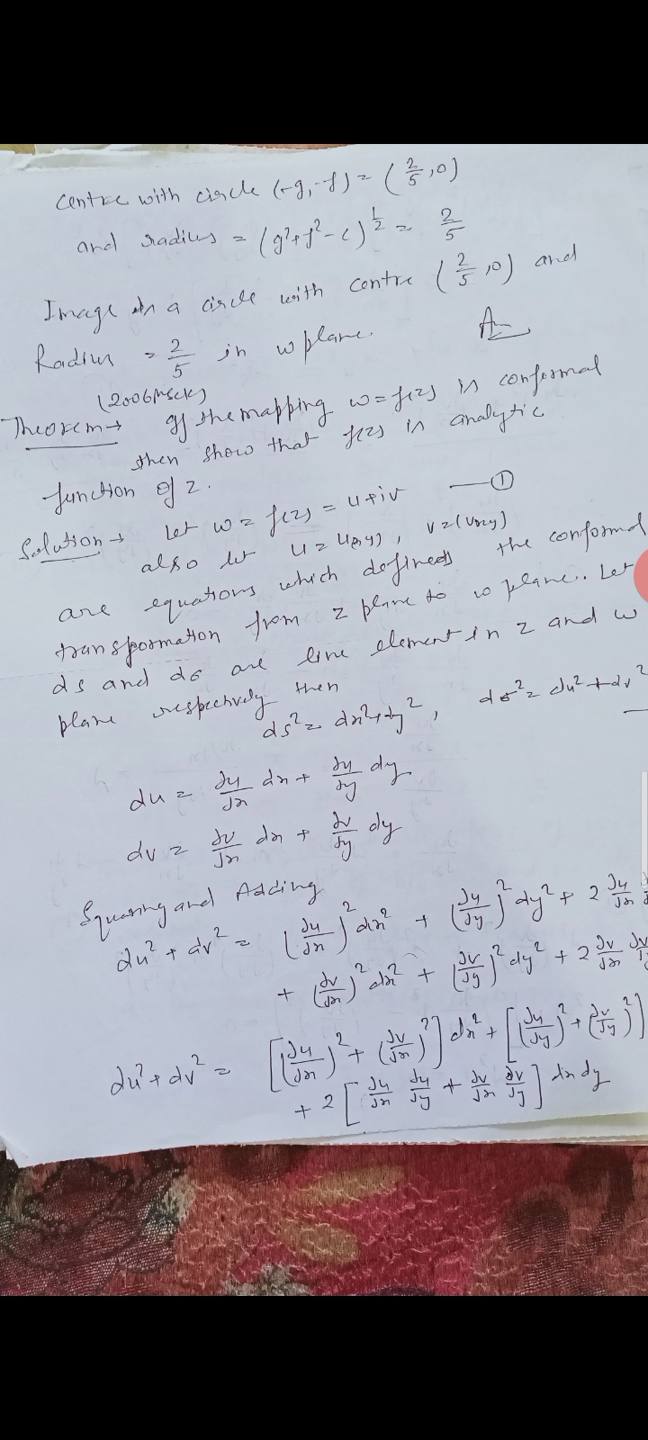 centre with circle (-g,-f) = (2/5, 0)
and radius = (g²+f²-c)^1/2 = 2/5
Image is a circle with centre (2/5, 0) and
Radius = 2/5 in w plane.
(2006
Theorem → If the mapping w = f(z) is conformal
then show that f(z) is analytic
function of z.
Solution → Let w = f(z) = u+iv —①
also let u = u(x,y), v = (v(x,y)
are equations which defineds the conformal
transformation from z plane to w plane. Let
ds and dσ are line element in z and w
plane respectively then
ds² = dx²+dy², dσ² = du²+dv²
du = ∂u/∂x dx + ∂u/∂y dy
dv = ∂v/∂x dx + ∂v/∂y dy
Squaring and Adding
du² + dv² = (∂u/∂x)² dx² + (∂u/∂y)² dy² + 2 ∂u/∂x
+ (∂v/∂x)² dx² + (∂v/∂y)² dy² + 2 ∂v/∂x ∂v
du² + dv² = [(∂u/∂x)² + (∂v/∂x)²] dx² + [(∂u/∂y)² + (∂v/∂y)²]
+ 2 [∂u/∂x ∂u/∂y + ∂v/∂x ∂v/∂y] dx dy